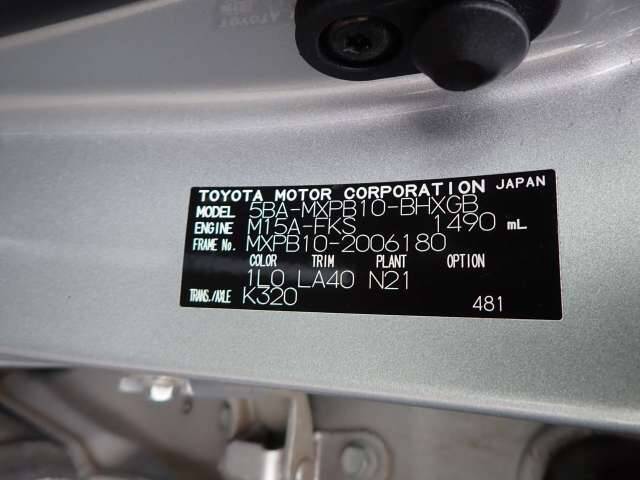 TOYOTA MOTOR CORPORATION JAPAN
MODEL 5BA-MXPB10-BHXGB
ENGINE M15A-FKS 1490 mL
FRAME No. MXPB10-2006180
COLOR TRIM PLANT OPTION
1L0 LA40 N21
TRANS./AXLE K320
481